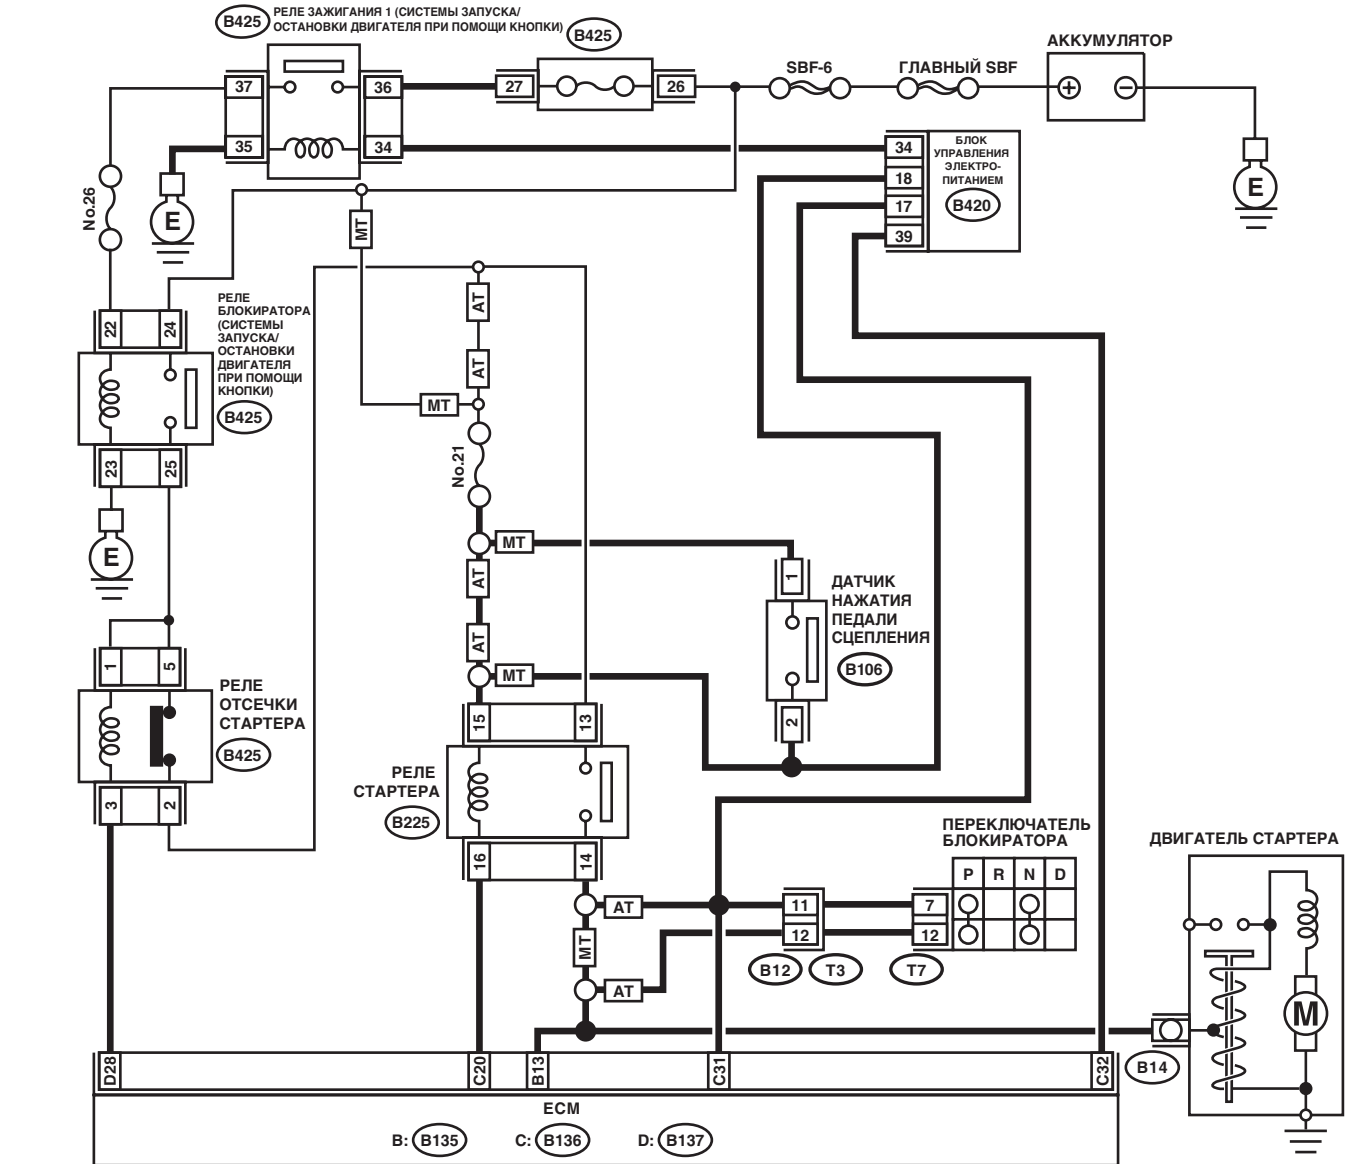 B425
РЕЛЕ ЗАЖИГАНИЯ 1 (СИСТЕМЫ ЗАПУСКА/
ОСТАНОВКИ ДВИГАТЕЛЯ ПРИ ПОМОЩИ КНОПКИ)
B425
АККУМУЛЯТОР
SBF-6
ГЛАВНЫЙ SBF
37
36
27
26
+
−
35
34
34
18
17
39
БЛОК
УПРАВЛЕНИЯ
ЭЛЕКТРО-
ПИТАНИЕМ
B420
E
E
No.26
MT
AT
AT
MT
No.21
22
24
РЕЛЕ
БЛОКИРАТОРА
(СИСТЕМЫ
ЗАПУСКА/
ОСТАНОВКИ
ДВИГАТЕЛЯ
ПРИ ПОМОЩИ
КНОПКИ)
B425
23
25
E
MT
AT
AT
MT
1
ДАТЧИК
НАЖАТИЯ
ПЕДАЛИ
СЦЕПЛЕНИЯ
B106
2
1
5
РЕЛЕ
ОТСЕЧКИ
СТАРТЕРА
B425
3
2
15
13
РЕЛЕ
СТАРТЕРА
B225
16
14
AT
MT
AT
11
12
7
12
B12
T3
T7
ПЕРЕКЛЮЧАТЕЛЬ
БЛОКИРАТОРА
P R N D
ДВИГАТЕЛЬ СТАРТЕРА
M
B14
D28
C20
B13
C31
C32
ECM
B: B135
C: B136
D: B137